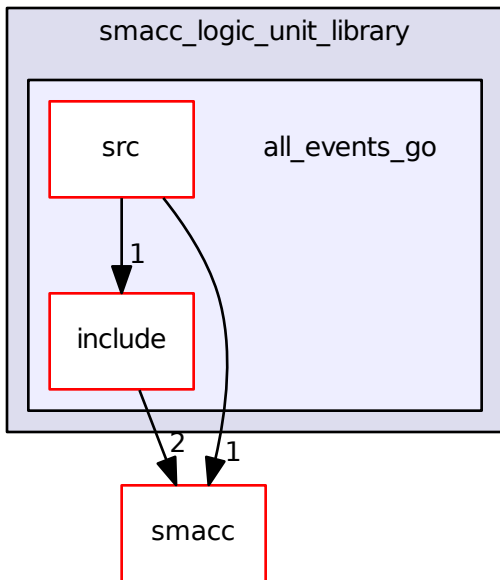 smacc_logic_unit_library
src
all_events_go
1
include
2
1
smacc